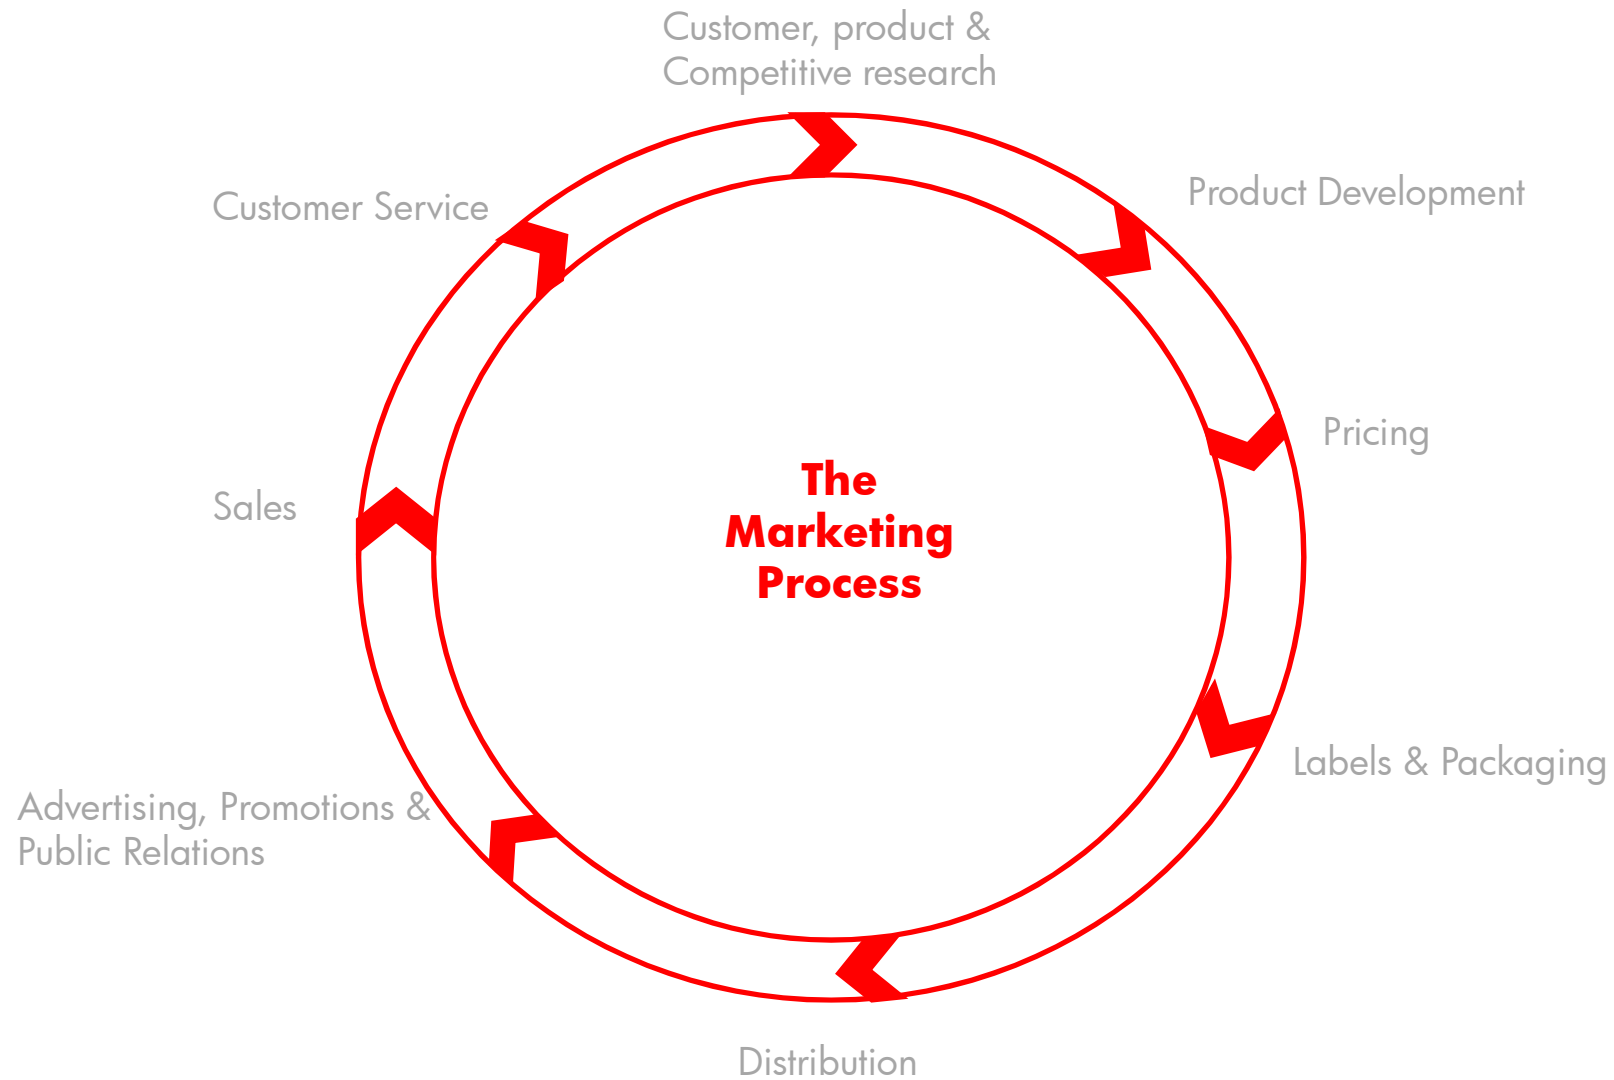 Customer, product &
Competitive research
Product Development
Customer Service
Pricing
The
Marketing
Process
Sales
Labels & Packaging
Advertising, Promotions &
Public Relations
Distribution